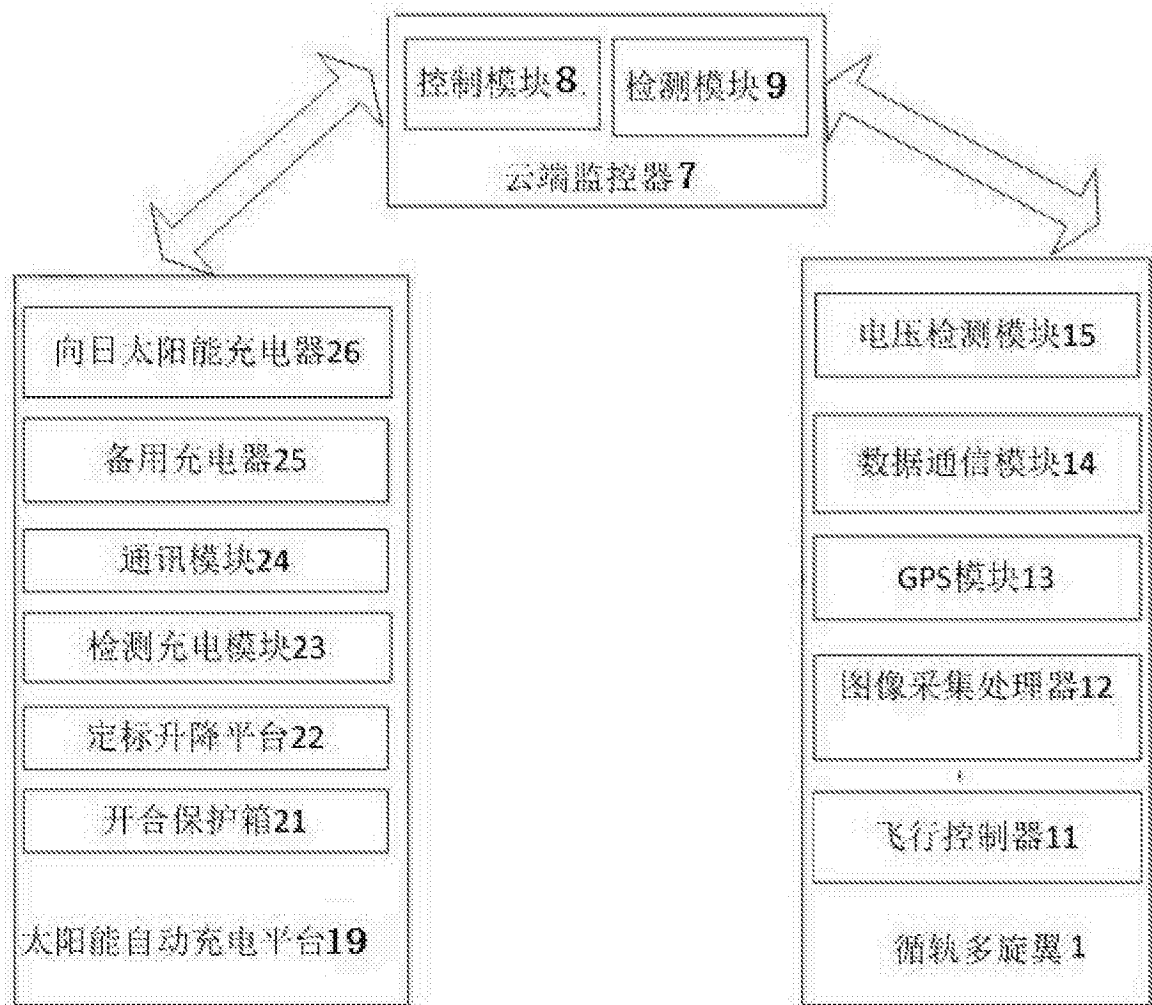 控制模块8
检测模块9
云端监控器7
向日太阳能充电器26
备用充电器25
通讯模块24
检测充电模块23
定标升降平台22
开合保护箱21
太阳能自动充电平台19
电压检测模块15
数据通信模块14
GPS模块13
图像采集处理器12
飞行控制器11
循轨多旋翼1